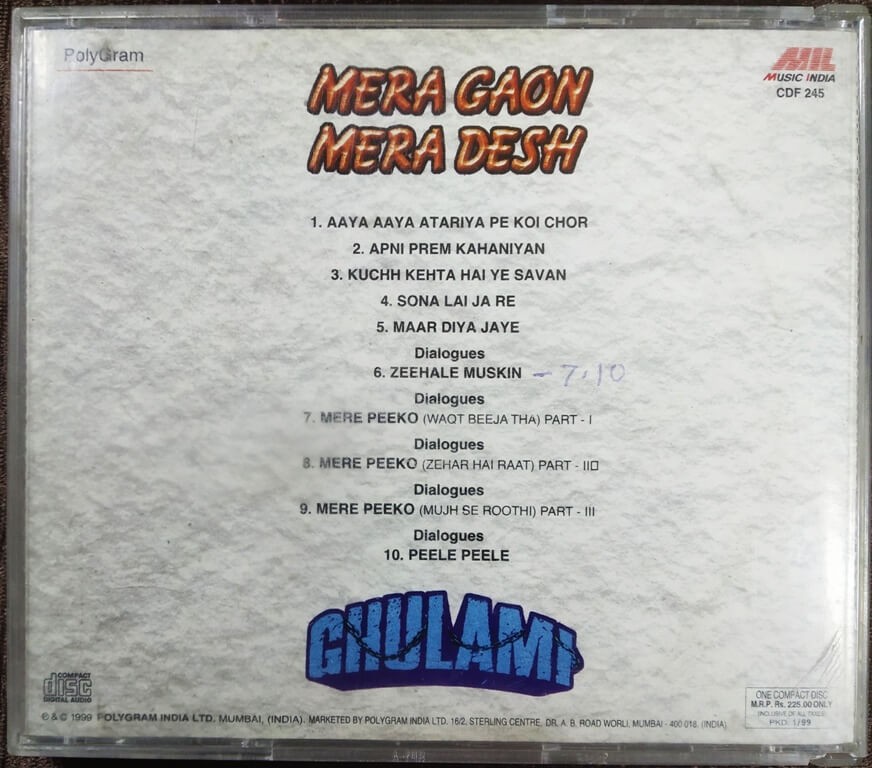 PolyGram
MIL
MUSIC INDIA
CDF 245
MERA GAON
MERA DESH
1. AAYA AAYA ATARIYA PE KOI CHOR
2. APNI PREM KAHANIYAN
3. KUCHH KEHTA HAI YE SAVAN
4. SONA LAI JA RE
5. MAAR DIYA JAYE
Dialogues
6. ZEEHALE MUSKIN - 7.10
Dialogues
7. MERE PEEKO (WAQT BEEJA THA) PART - I
Dialogues
8. MERE PEEKO (ZEHAR HAI RAAT) PART - II□
Dialogues
9. MERE PEEKO (MUJH SE ROOTHI) PART - III
Dialogues
10. PEELE PEELE
GHULAMI
COMPACT
disc
DIGITAL AUDIO
℗ & © 1999 POLYGRAM INDIA LTD. MUMBAI, (INDIA). MARKETED BY POLYGRAM INDIA LTD. 16/2, STERLING CENTRE, DR. A. B. ROAD WORLI, MUMBAI - 400 018. (INDIA)
ONE COMPACT DISC
M.R.P. Rs. 225.00 ONLY
(INCLUSIVE OF ALL TAXES)
PKD. 1/99